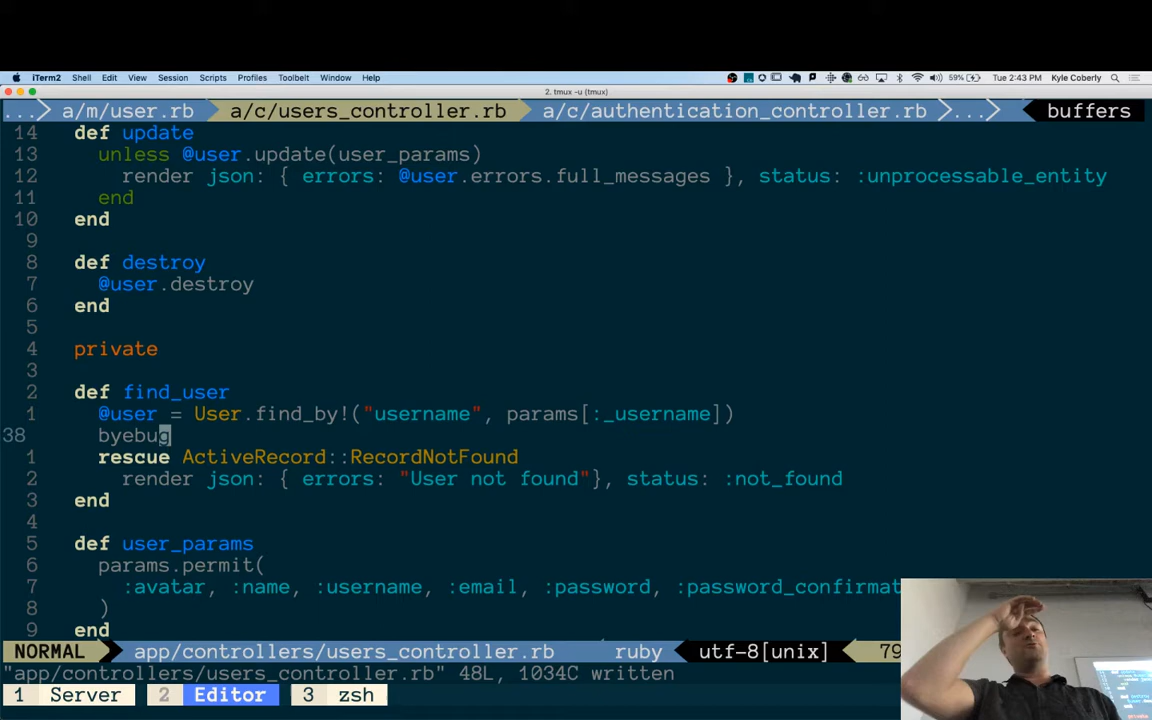 iTerm2 Shell Edit View Session Scripts Profiles Toolbelt Window Help 59% Tue 2:43 PM Kyle Coberly
2. tmux -u (tmux)
... a/m/user.rb a/c/users_controller.rb a/c/authentication_controller.rb ... buffers
14 def update
13 unless @user.update(user_params)
12 render json: { errors: @user.errors.full_messages }, status: :unprocessable_entity
11 end
10 end
9
8 def destroy
7 @user.destroy
6 end
5
4 private
3
2 def find_user
1 @user = User.find_by!("username", params[:_username])
38 byebug
1 rescue ActiveRecord::RecordNotFound
2 render json: { errors: "User not found"}, status: :not_found
3 end
4
5 def user_params
6 params.permit(
7 :avatar, :name, :username, :email, :password, :password_confirmat
8 )
9 end
NORMAL app/controllers/users_controller.rb ruby utf-8[unix] 79
"app/controllers/users_controller.rb" 48L, 1034C written
1 Server 2 Editor 3 zsh